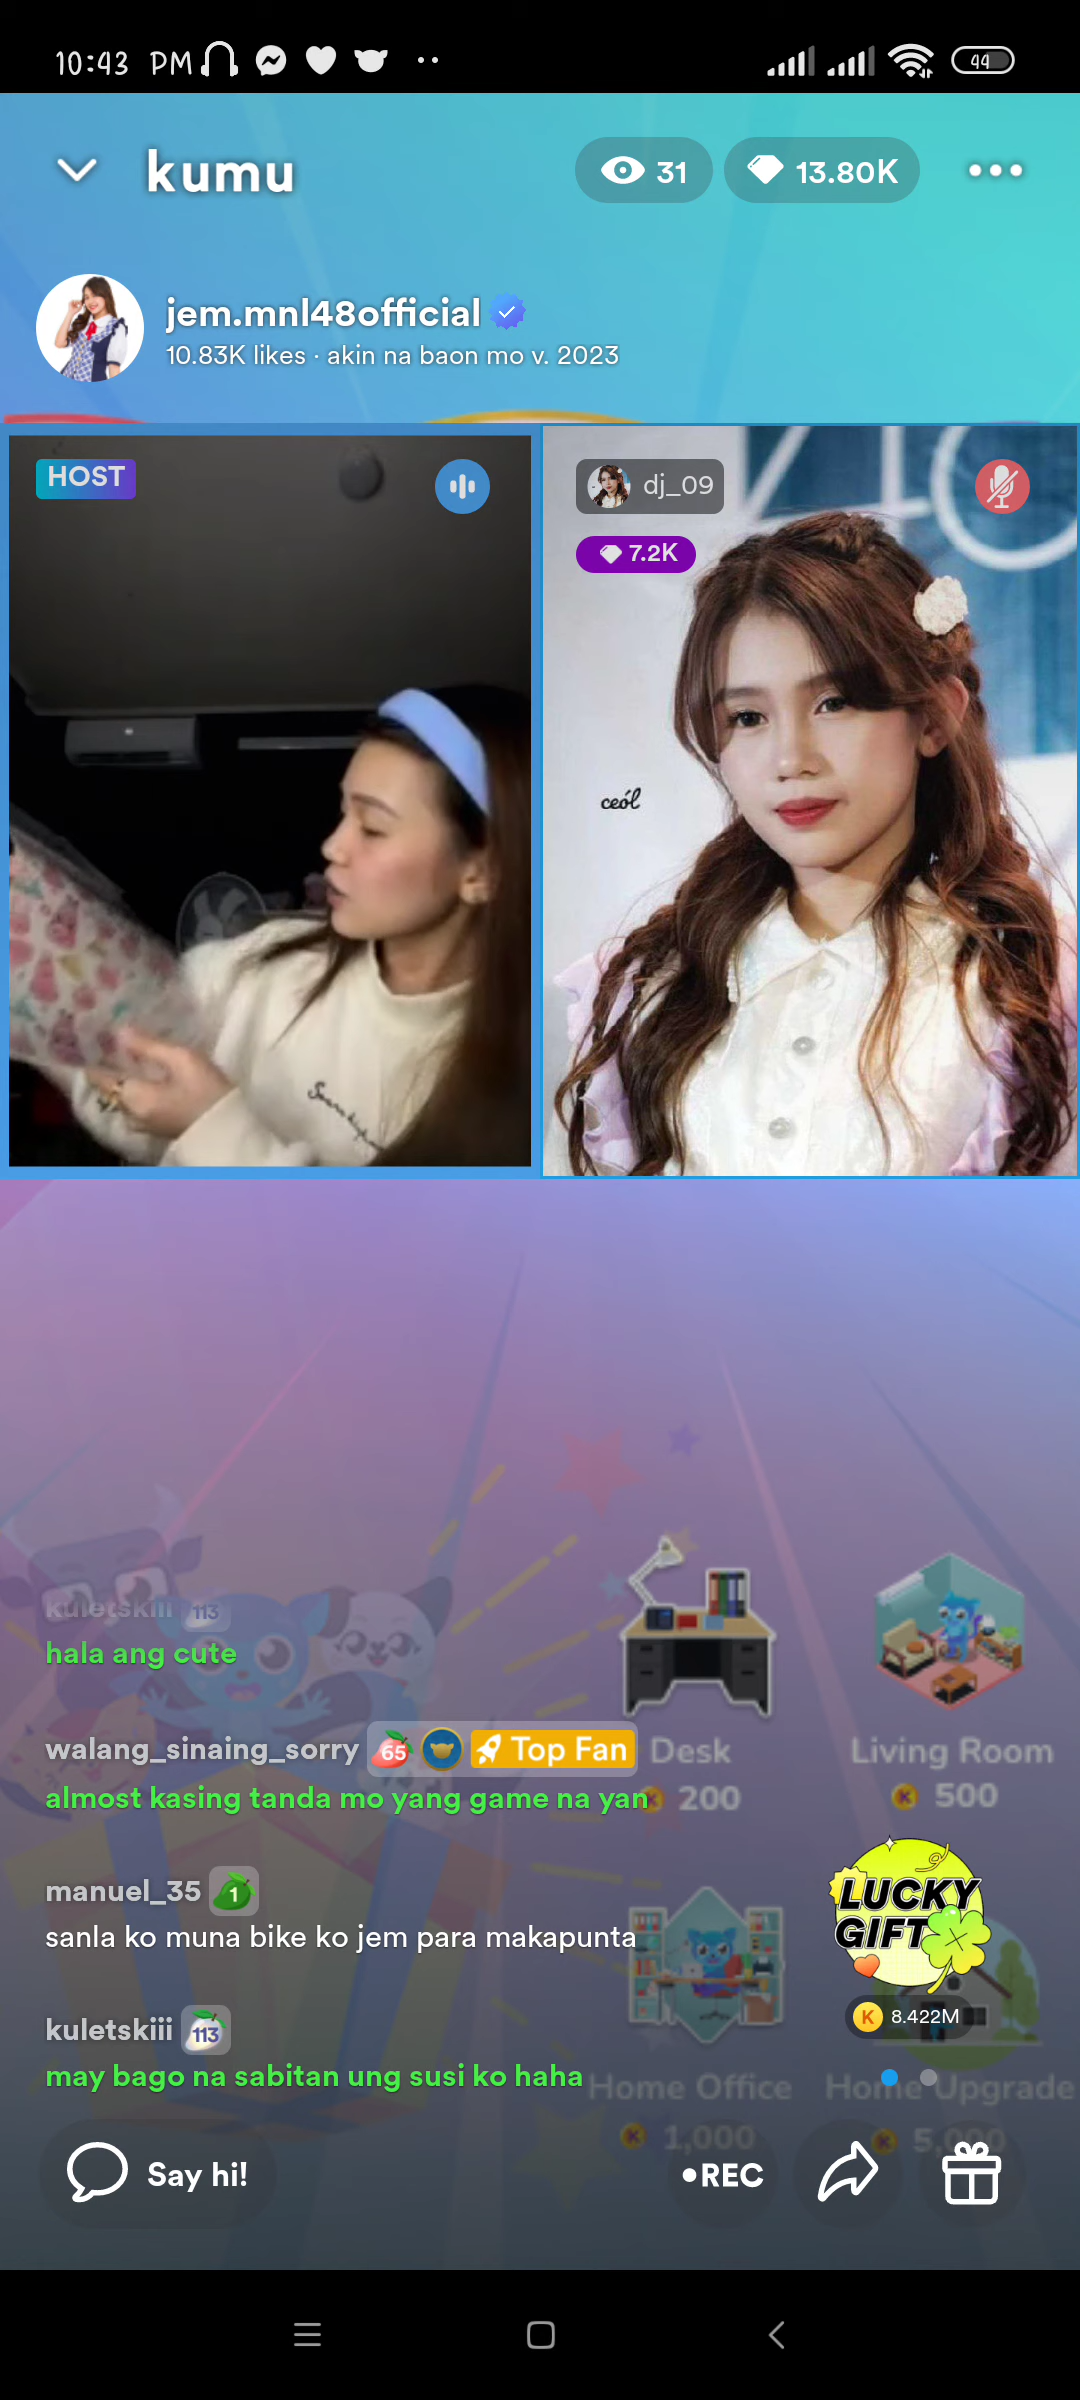 10:43 PM
44
kumu
31
13.80K
jem.mnl48official
10.83K likes · akin na baon mo v. 2023
HOST
dj_09
7.2K
ceól
kuletskiii 113
hala ang cute
walang_sinaing_sorry 65 Top Fan
almost kasing tanda mo yang game na yan
manuel_35 1
sanla ko muna bike ko jem para makapunta
kuletskiii 113
may bago na sabitan ung susi ko haha
Desk
200
Living Room
500
LUCKY
GIFT
K 8.422M
Home Office
1,000
Home Upgrade
5,000
Say hi!
REC